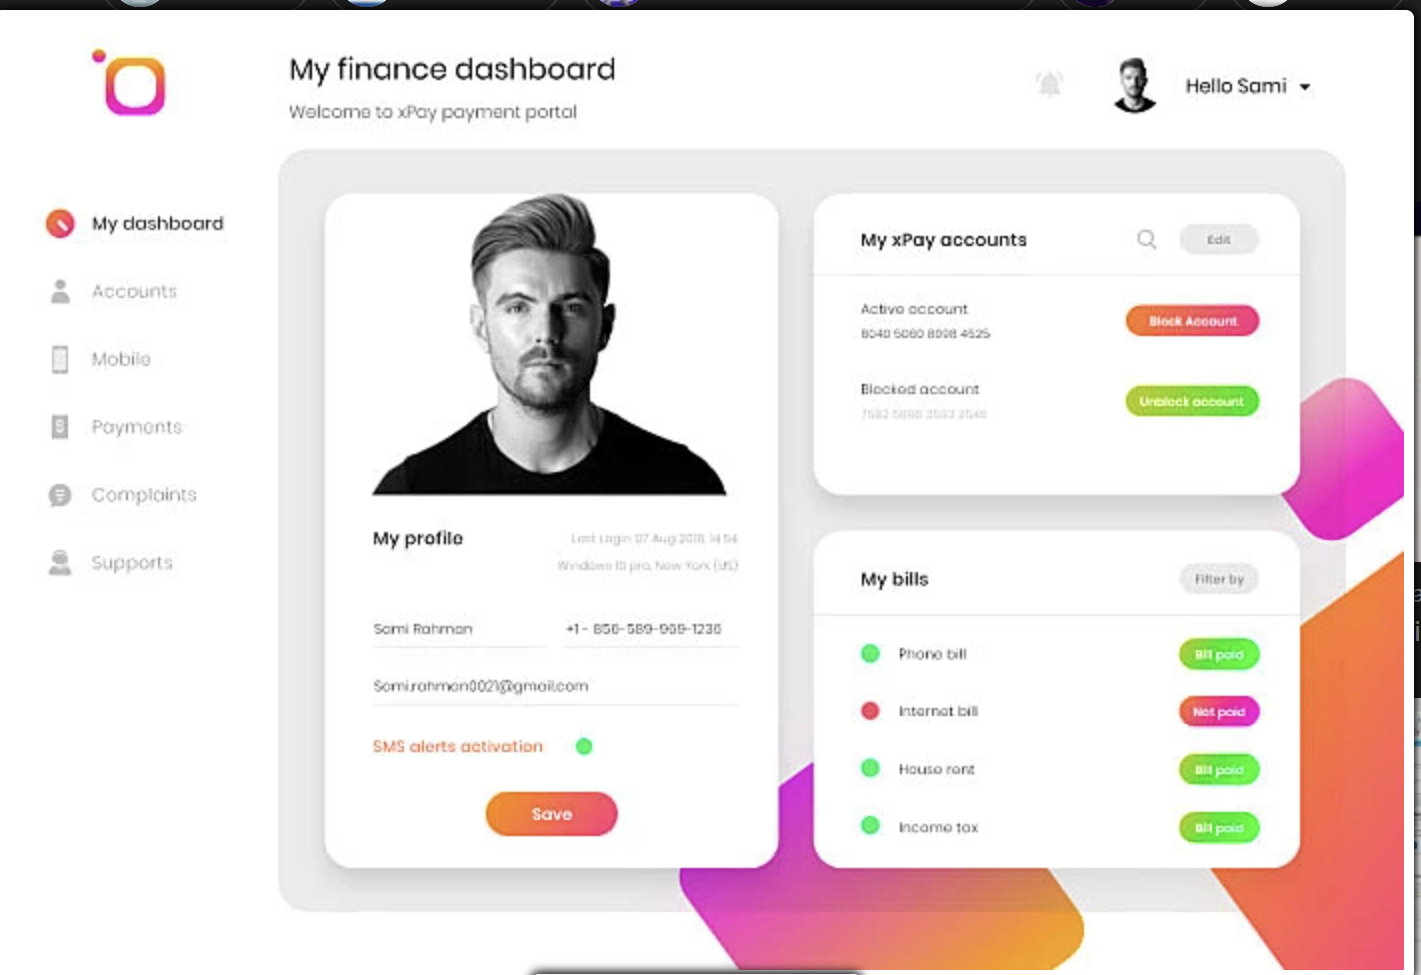 My finance dashboard
Welcome to xPay payment portal
Hello Sami
My dashboard
Accounts
Mobile
Payments
Complaints
Supports
My profile
Last Login 07 Aug 2018, 14:54
Windows 10 pro, New York (US)
Sami Rahman
+1 - 856-589-969-1236
Sami.rahman0021@gmail.com
SMS alerts activation
Save
My xPay accounts
Edit
Active account
8040 5060 8098 4525
Block Account
Blocked account
Unblock account
My bills
Filter by
Phone bill
Bill paid
Internet bill
Not paid
House rent
Bill paid
Income tax
Bill paid